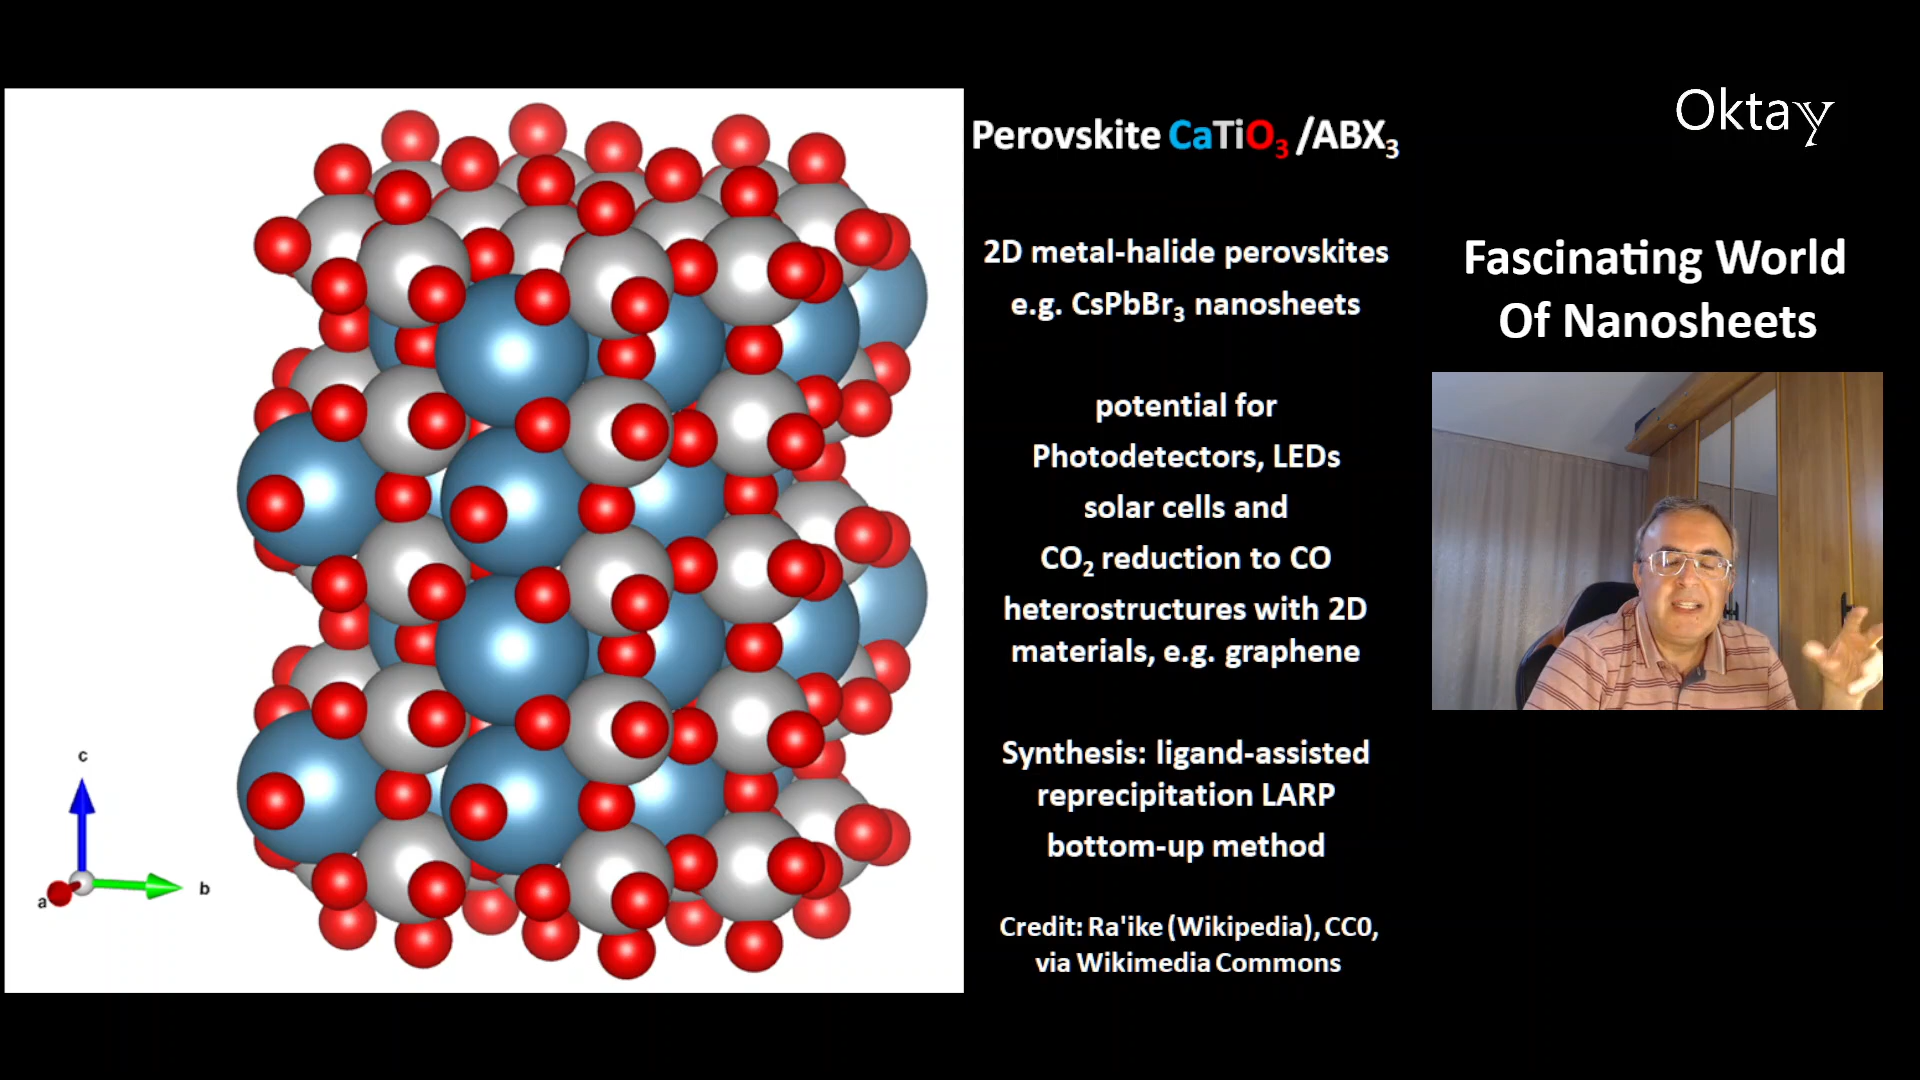 Oktay
Perovskite CaTiO₃ /ABX₃
2D metal-halide perovskites
e.g. CsPbBr₃ nanosheets
potential for
Photodetectors, LEDs
solar cells and
CO₂ reduction to CO
heterostructures with 2D
materials, e.g. graphene
Synthesis: ligand-assisted
reprecipitation LARP
bottom-up method
Credit: Ra'ike (Wikipedia), CC0,
via Wikimedia Commons
Fascinating World
Of Nanosheets
c
b
a